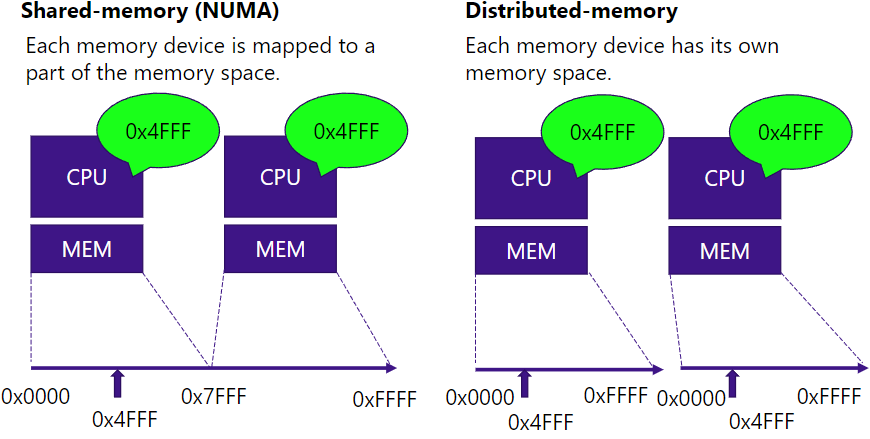 Shared-memory (NUMA)
Each memory device is mapped to a
part of the memory space.
0x4FFF
0x4FFF
CPU
CPU
MEM
MEM
0x0000
0x7FFF
0xFFFF
0x4FFF
Distributed-memory
Each memory device has its own
memory space.
0x4FFF
0x4FFF
CPU
CPU
MEM
MEM
0x0000
0xFFFF
0x0000
0xFFFF
0x4FFF
0x4FFF